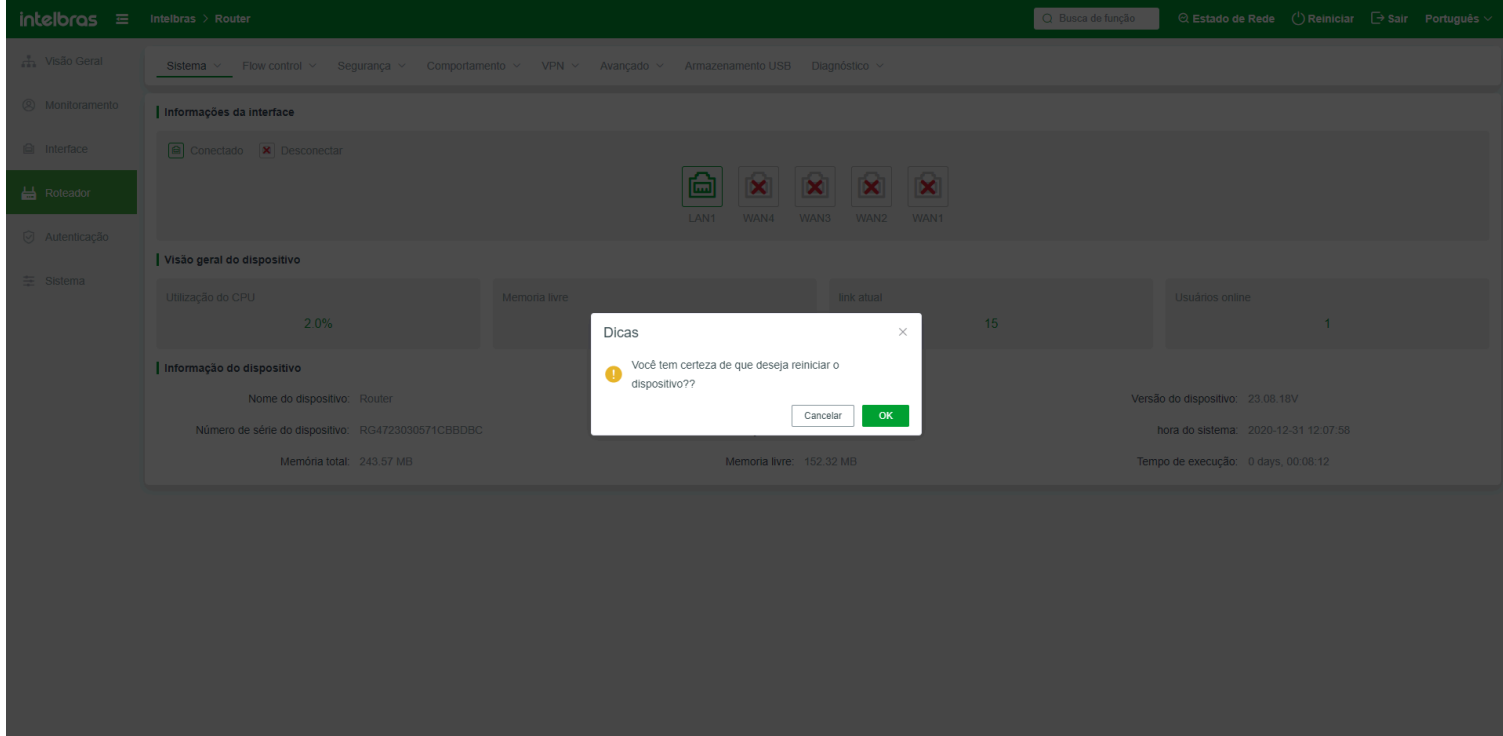 intelbras
Intelbras > Router
Busca de função
Estado de Rede
Reiniciar
Sair
Português
Visão Geral
Monitoramento
Interface
Roteador
Autenticação
Sistema
Sistema
Flow control
Segurança
Comportamento
VPN
Avançado
Armazenamento USB
Diagnóstico
Informações da interface
Conectado
Desconectar
LAN1
WAN4
WAN3
WAN2
WAN1
Visão geral do dispositivo
Utilização do CPU
2.0%
Memoria livre
link atual
15
Usuários online
1
Dicas
Você tem certeza de que deseja reiniciar o
dispositivo??
Cancelar
OK
Informação do dispositivo
Nome do dispositivo: Router
Versão do dispositivo: 23.08.18V
Número de série do dispositivo: RG4723030571CBBDBC
hora do sistema: 2020-12-31 12:07:58
Memória total: 243.57 MB
Memoria livre: 152.32 MB
Tempo de execução: 0 days, 00:08:12